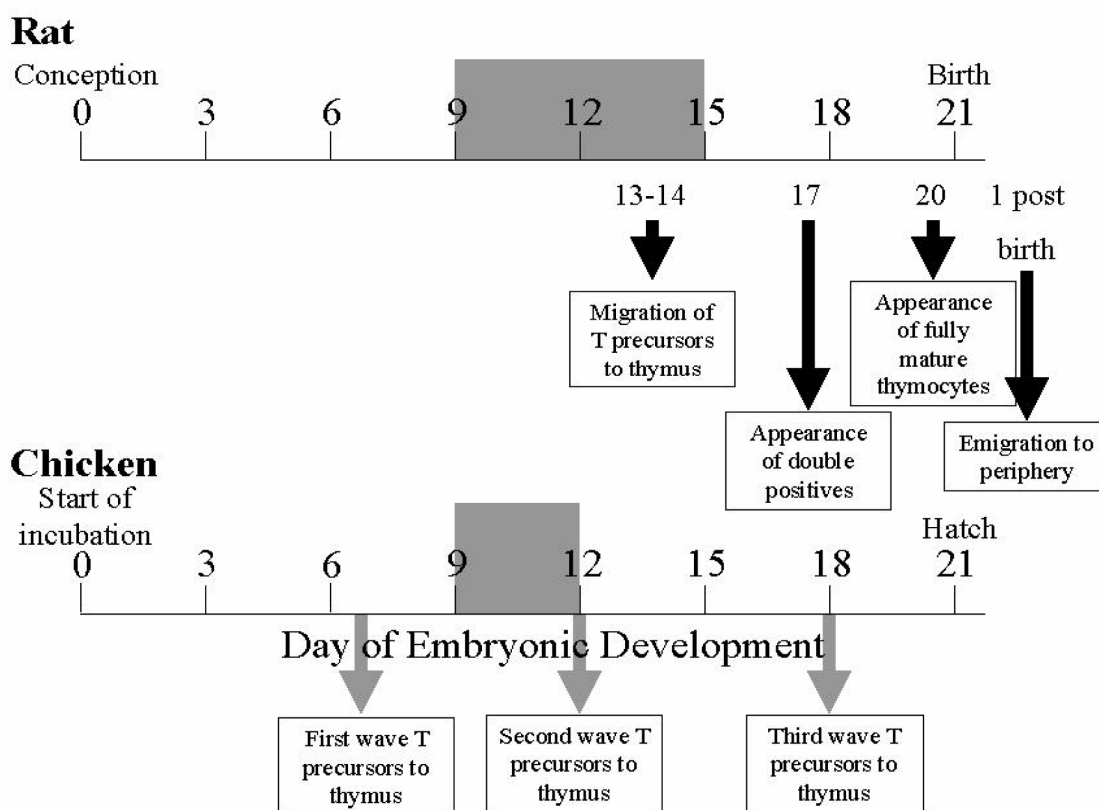 Rat
Conception
Birth
0 3 6 9 12 15 18 21
13-14 17 20 1 post
birth
Migration of
T precursors
to thymus
Appearance
of double
positives
Appearance
of fully
mature
thymocytes
Emigration to
periphery
Chicken
Start of
incubation
Hatch
0 3 6 9 12 15 18 21
Day of Embryonic Development
First wave T
precursors to
thymus
Second wave T
precursors to
thymus
Third wave T
precursors to
thymus